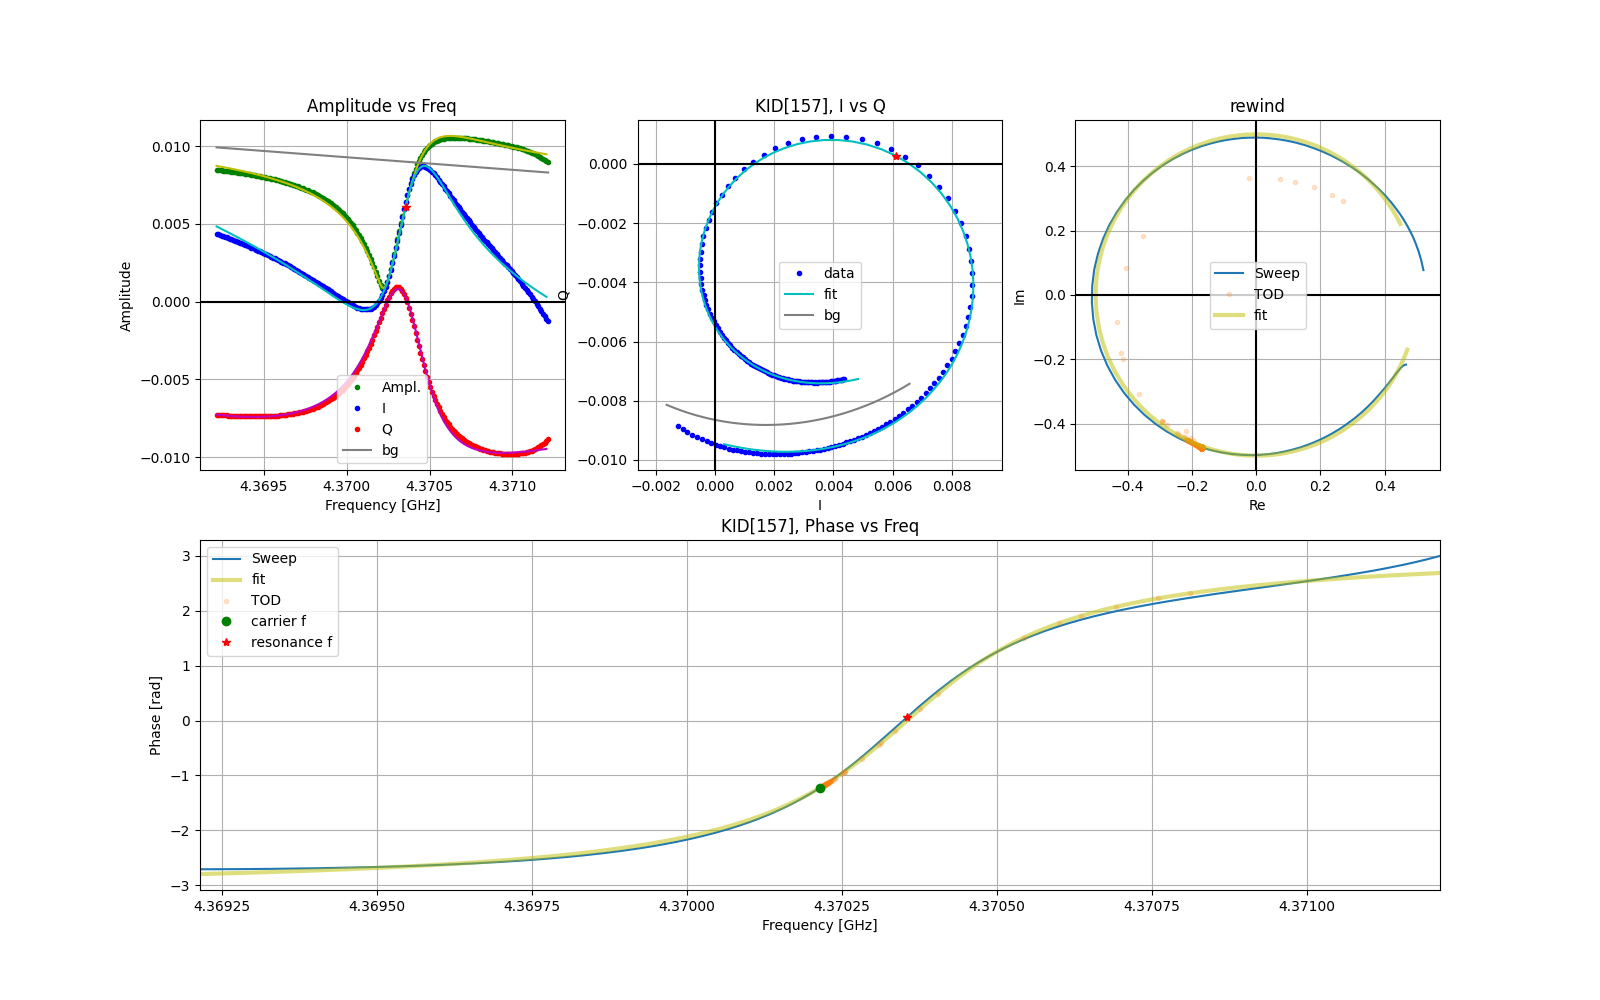 Amplitude vs Freq
Amplitude
0.010
0.005
0.000
−0.005
−0.010
Ampl.
I
Q
bg
4.3695 4.3700 4.3705 4.3710
Frequency [GHz]
KID[157], I vs Q
Q
0.000
−0.002
−0.004
−0.006
−0.008
−0.010
data
fit
bg
−0.002 0.000 0.002 0.004 0.006 0.008
I
rewind
Im
0.4
0.2
0.0
−0.2
−0.4
Sweep
TOD
fit
−0.4 −0.2 0.0 0.2 0.4
Re
KID[157], Phase vs Freq
Phase [rad]
3
2
1
0
−1
−2
−3
Sweep
fit
TOD
carrier f
resonance f
4.36925 4.36950 4.36975 4.37000 4.37025 4.37050 4.37075 4.37100
Frequency [GHz]